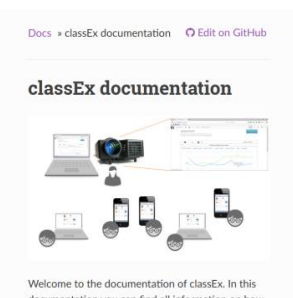 Docs » classEx documentation Edit on GitHub
classEx documentation
Welcome to the documentation of classEx. In this